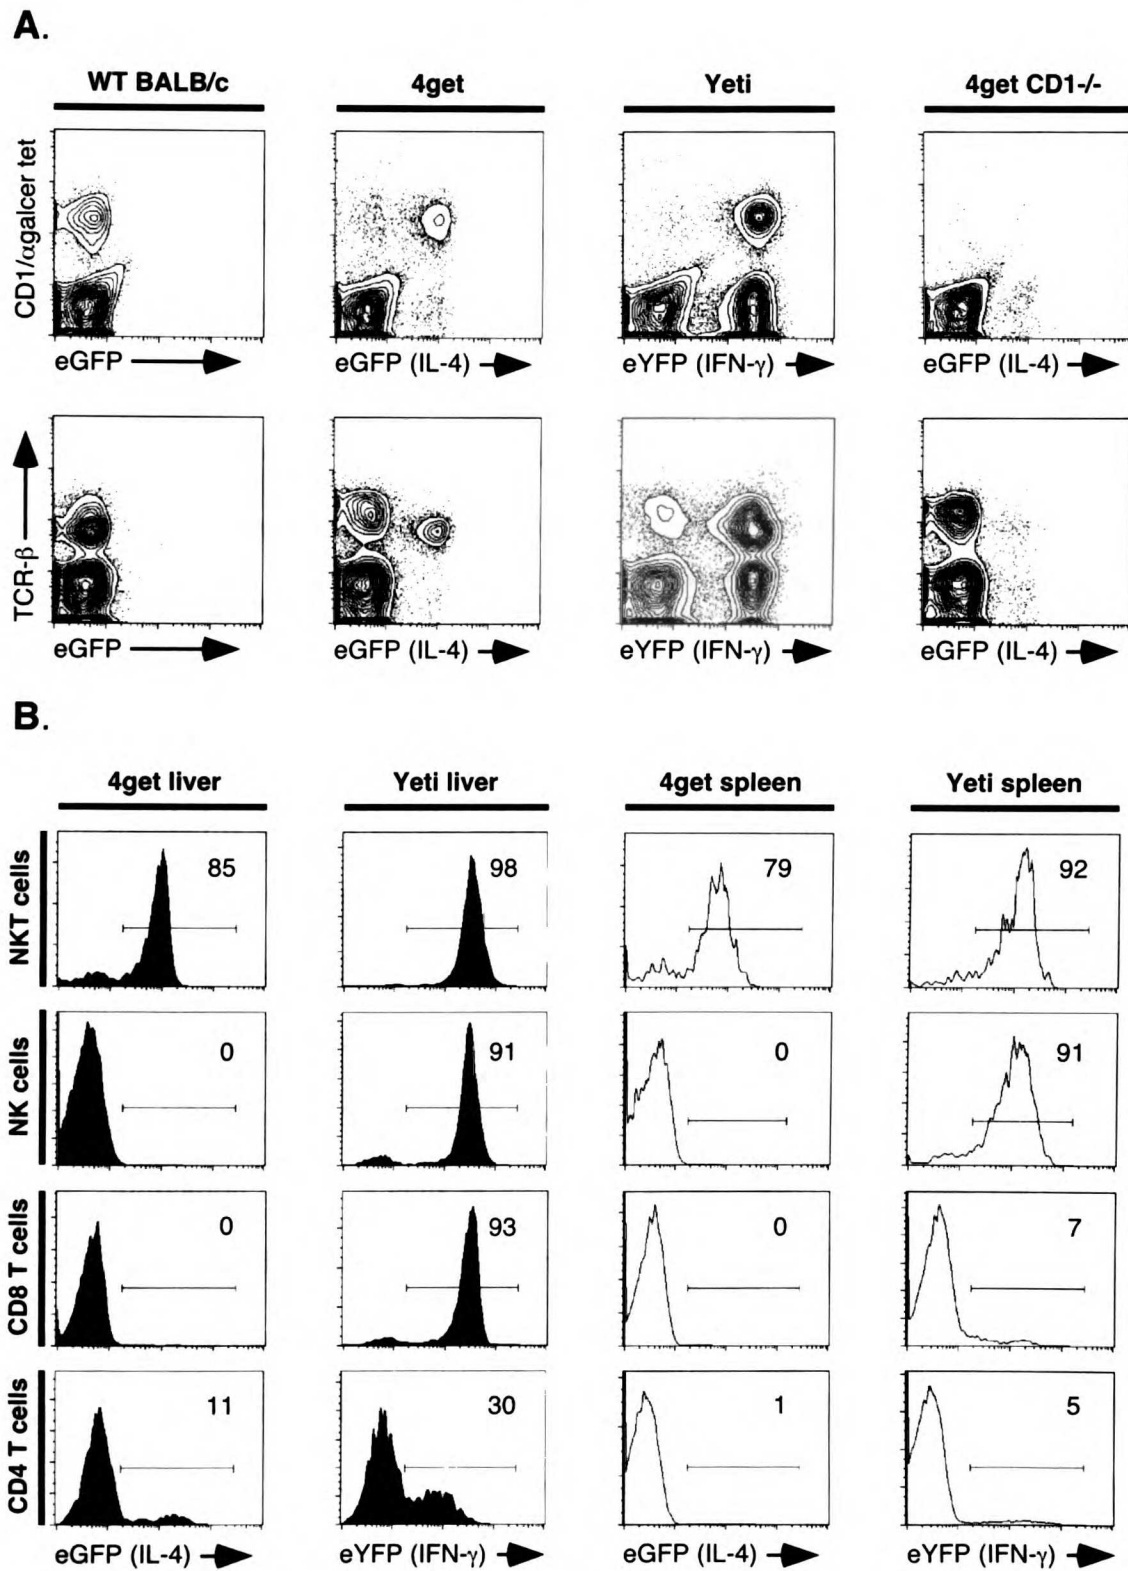 A.
WT BALB/c 4get Yeti 4get CD1-/-
CD1/αgalcer tet
eGFP eGFP (IL-4) eYFP (IFN-γ) eGFP (IL-4)
TCR-β
eGFP eGFP (IL-4) eYFP (IFN-γ) eGFP (IL-4)
B.
4get liver Yeti liver 4get spleen Yeti spleen
NKT cells 85 98 79 92
NK cells 0 91 0 91
CD8 T cells 0 93 0 7
CD4 T cells 11 30 1 5
eGFP (IL-4) eYFP (IFN-γ) eGFP (IL-4) eYFP (IFN-γ)